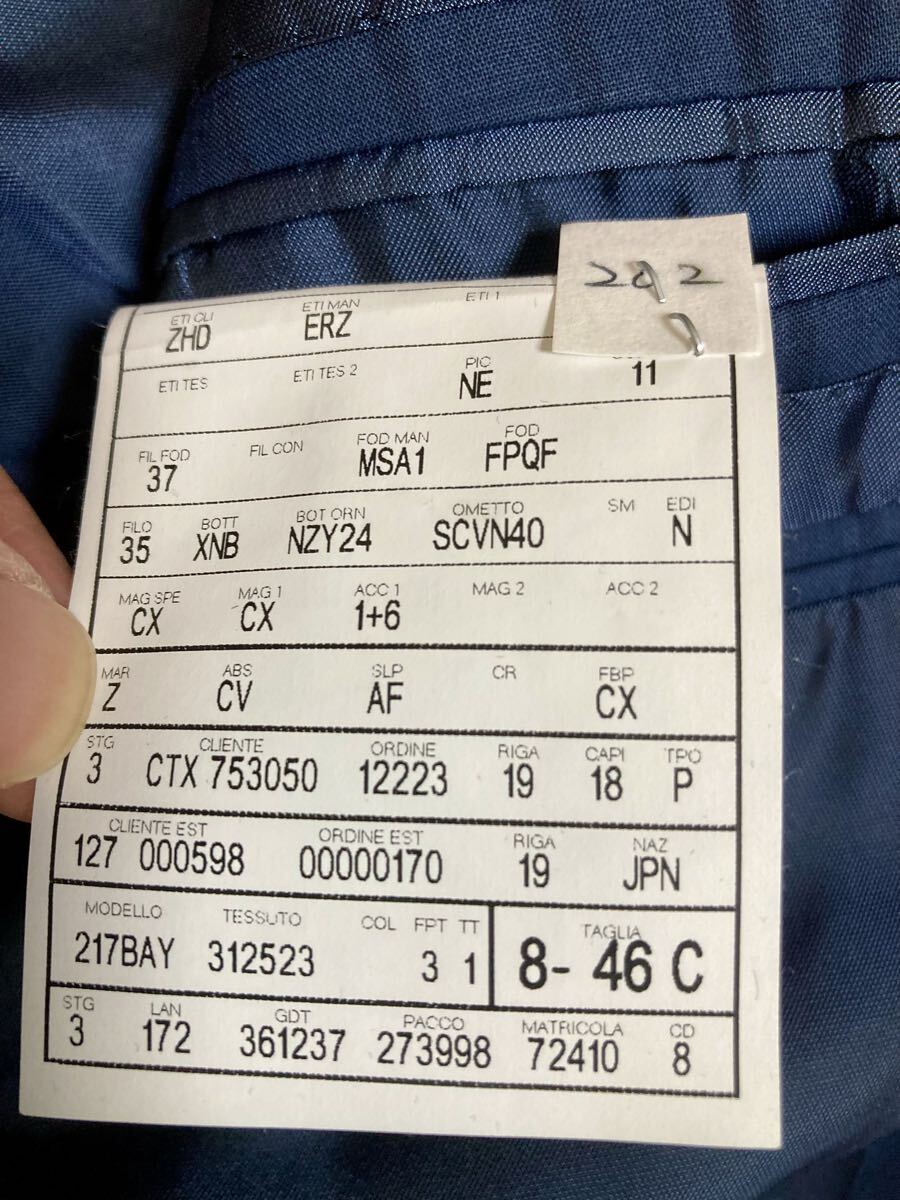 202
ETI CLI ETI MAN ETI 1
ZHD ERZ
ETI TES ETI TES 2 PIC
NE 11
FIL FOD FIL CON FOD MAN FOD
37 MSA1 FPQF
FILO BOTT BOT ORN OMETTO SM EDI
35 XNB NZY24 SCVN40 N
MAG SPE MAG 1 ACC 1 MAG 2 ACC 2
CX CX 1+6
MAR ABS SLP CR FBP
Z CV AF CX
STG CLIENTE ORDINE RIGA CAPI TPO
3 CTX 753050 12223 19 18 P
CLIENTE EST ORDINE EST RIGA NAZ
127 000598 00000170 19 JPN
MODELLO TESSUTO COL FPT TT TAGLIA
217BAY 312523 3 1 8- 46 C
STG LAN GDT PACCO MATRICOLA CD
3 172 361237 273998 72410 8